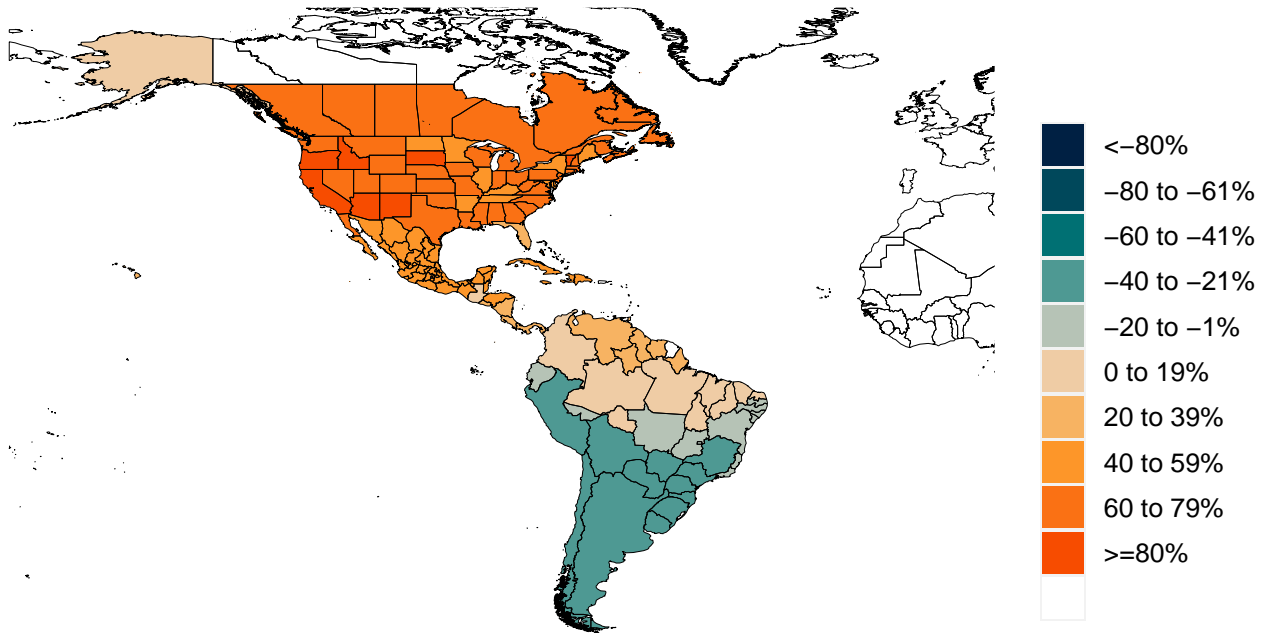 <−80%
−80 to −61%
−60 to −41%
−40 to −21%
−20 to −1%
0 to 19%
20 to 39%
40 to 59%
60 to 79%
>=80%